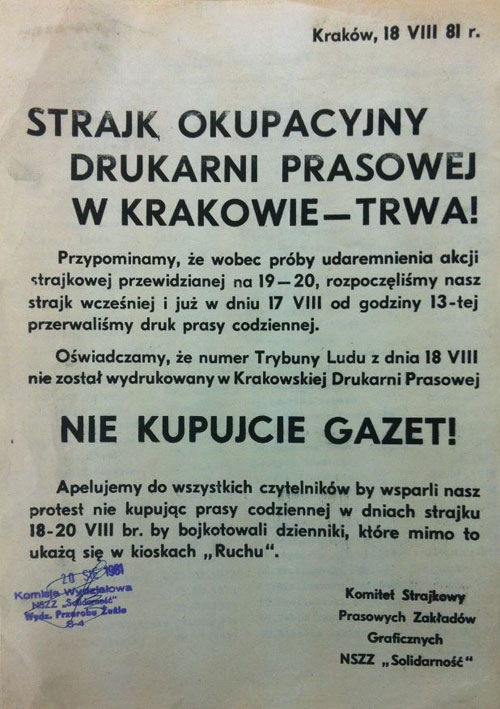 Kraków, 18 VIII 81 r.
STRAJK OKUPACYJNY
DRUKARNI PRASOWEJ
W KRAKOWIE—TRWA!
Przypominamy, że wobec próby udaremnienia akcji
strajkowej przewidzianej na 19—20, rozpoczęliśmy nasz
strajk wcześniej i już w dniu 17 VIII od godziny 13-tej
przerwaliśmy druk prasy codziennej.
Oświadczamy, że numer Trybuny Ludu z dnia 18 VIII
nie został wydrukowany w Krakowskiej Drukarni Prasowej
NIE KUPUJCIE GAZET!
Apelujemy do wszystkich czytelników by wsparli nasz
protest nie kupując prasy codziennej w dniach strajku
18-20 VIII br. by bojkotowali dzienniki, które mimo to
ukażą się w kioskach „Ruchu".
20 SIE 1981
Komisja Wydziałowa
NSZZ „Solidarność"
Wydz. Przerobu Żużla
S-4
Komitet Strajkowy
Prasowych Zakładów
Graficznych
NSZZ „Solidarność"